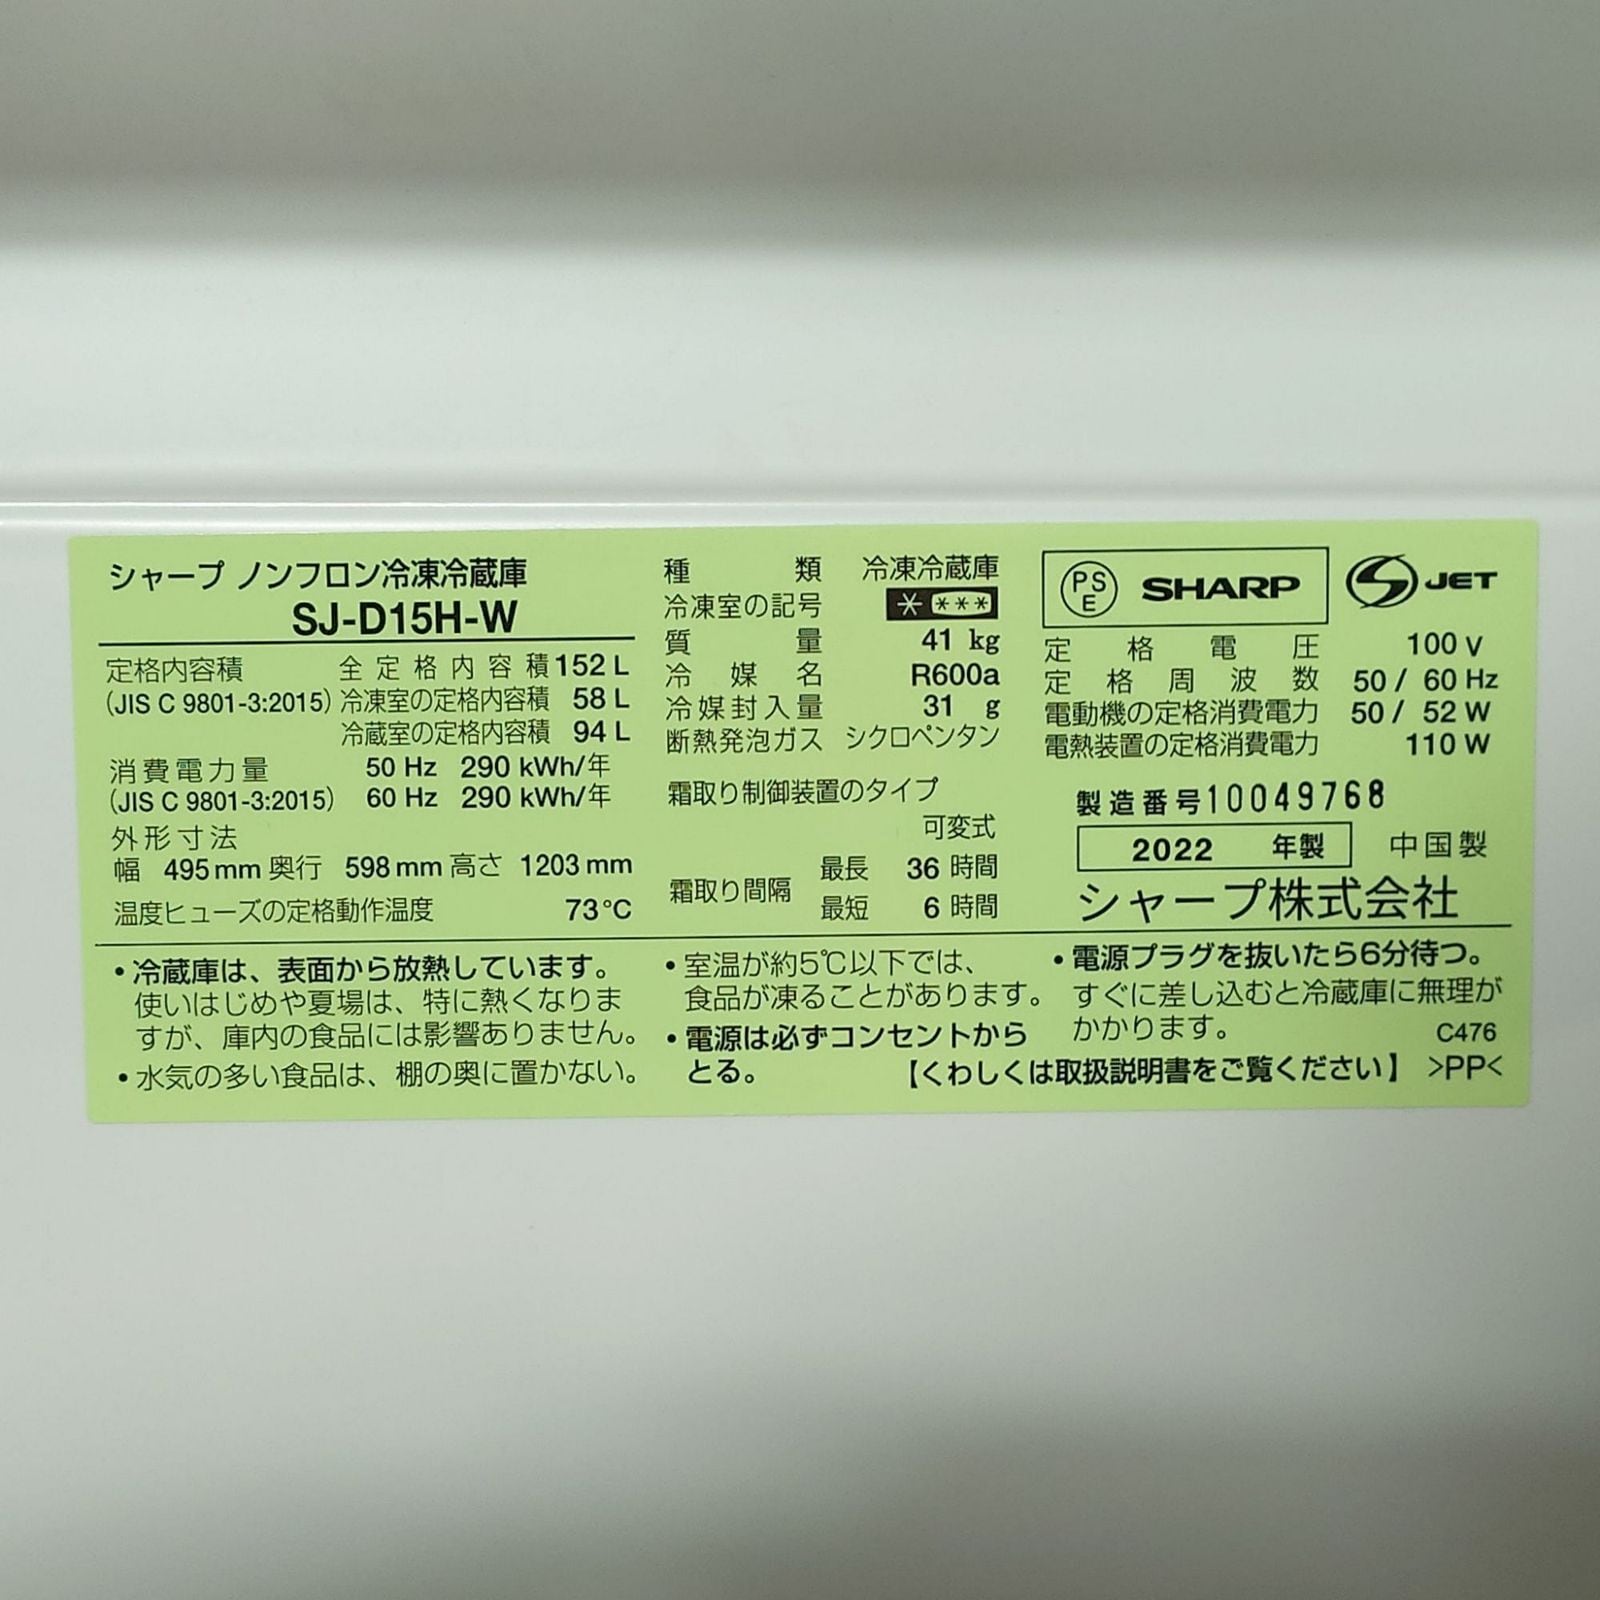 シャープ ノンフロン冷凍冷蔵庫
SJ-D15H-W
定格内容積 全定格内容積 152 L
(JIS C 9801-3:2015) 冷凍室の定格内容積 58 L
冷蔵室の定格内容積 94 L
消費電力量 50 Hz 290 kWh/年
(JIS C 9801-3:2015) 60 Hz 290 kWh/年
外形寸法
幅 495 mm 奥行 598 mm 高さ 1203 mm
温度ヒューズの定格動作温度 73℃
種類 冷凍冷蔵庫
冷凍室の記号 * ***
質量 41 kg
冷媒名 R600a
冷媒封入量 31 g
断熱発泡ガス シクロペンタン
霜取り制御装置のタイプ
可変式
霜取り間隔 最長 36 時間
最短 6 時間
PSE SHARP S JET
定格電圧 100 V
定格周波数 50 / 60 Hz
電動機の定格消費電力 50 / 52 W
電熱装置の定格消費電力 110 W
製造番号 10049768
2022 年製 中国製
シャープ株式会社
・冷蔵庫は、表面から放熱しています。
使いはじめや夏場は、特に熱くなりま
すが、庫内の食品には影響ありません。
・水気の多い食品は、棚の奥に置かない。
・室温が約5℃以下では、
食品が凍ることがあります。
・電源は必ずコンセントから
とる。
・電源プラグを抜いたら6分待つ。
すぐに差し込むと冷蔵庫に無理が
かかります。 C476
【くわしくは取扱説明書をご覧ください】 >PP<